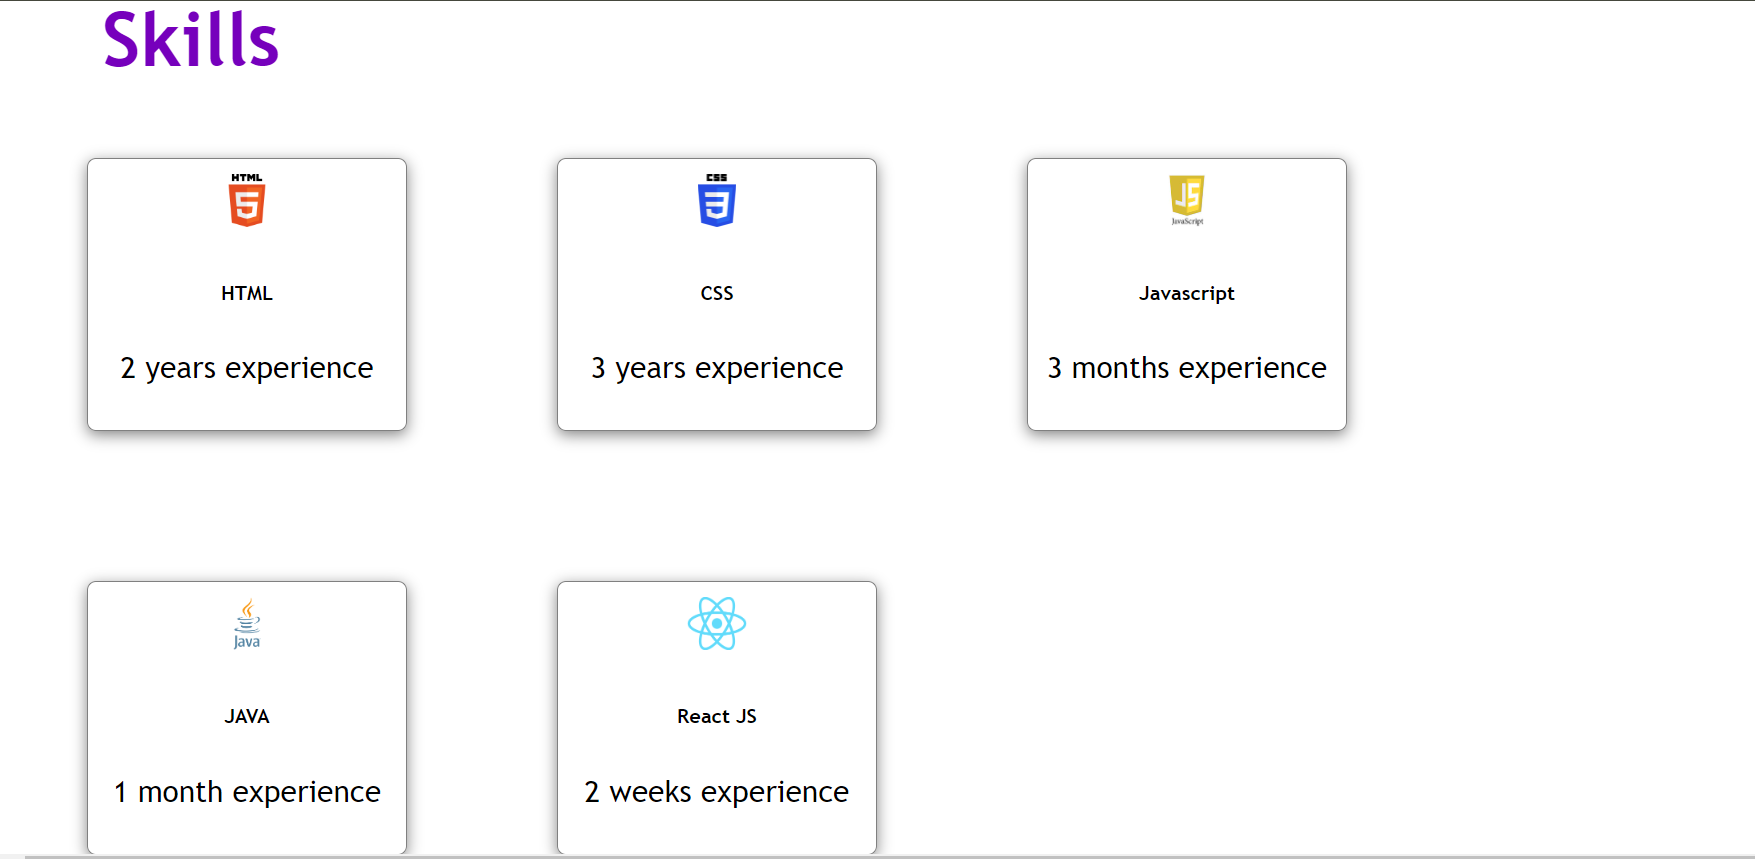 Skills
HTML
5
HTML
2 years experience
CSS
3
CSS
3 years experience
JS
JavaScript
Javascript
3 months experience
Java
JAVA
1 month experience
React JS
2 weeks experience